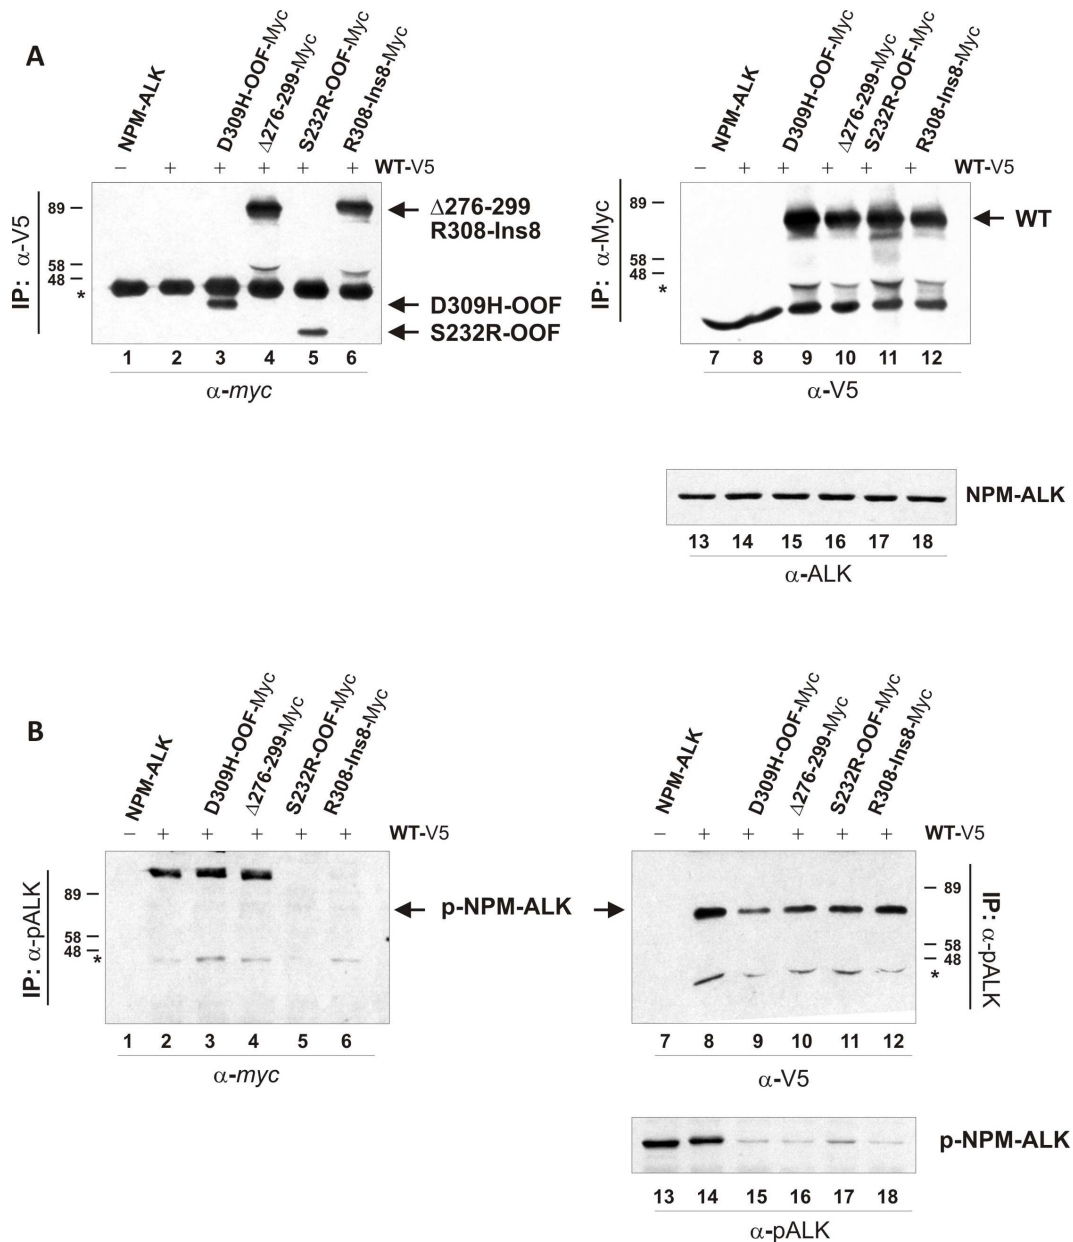 A
NPM-ALK
D309H-OOF-Myc
Δ276-299-Myc
S232R-OOF-Myc
R308-Ins8-Myc
– + + + + + WT-V5
IP: α-V5
89
58
48
*
Δ276-299
R308-Ins8
D309H-OOF
S232R-OOF
1 2 3 4 5 6
α-myc
NPM-ALK
D309H-OOF-Myc
Δ276-299-Myc
S232R-OOF-Myc
R308-Ins8-Myc
– + + + + + WT-V5
IP: α-Myc
89
58
48
*
WT
7 8 9 10 11 12
α-V5
NPM-ALK
13 14 15 16 17 18
α-ALK
B
NPM-ALK
D309H-OOF-Myc
Δ276-299-Myc
S232R-OOF-Myc
R308-Ins8-Myc
– + + + + + WT-V5
IP: α-pALK
89
58
48
*
p-NPM-ALK
1 2 3 4 5 6
α-myc
NPM-ALK
D309H-OOF-Myc
Δ276-299-Myc
S232R-OOF-Myc
R308-Ins8-Myc
– + + + + + WT-V5
89
58
48
*
IP: α-pALK
7 8 9 10 11 12
α-V5
p-NPM-ALK
13 14 15 16 17 18
α-pALK